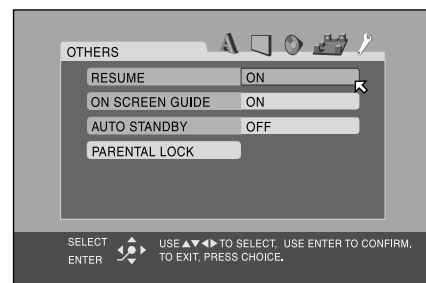 OTHERS
RESUME ON
ON SCREEN GUIDE ON
AUTO STANDBY OFF
PARENTAL LOCK
SELECT USE ▲▼◀▶ TO SELECT, USE ENTER TO CONFIRM,
ENTER TO EXIT, PRESS CHOICE.